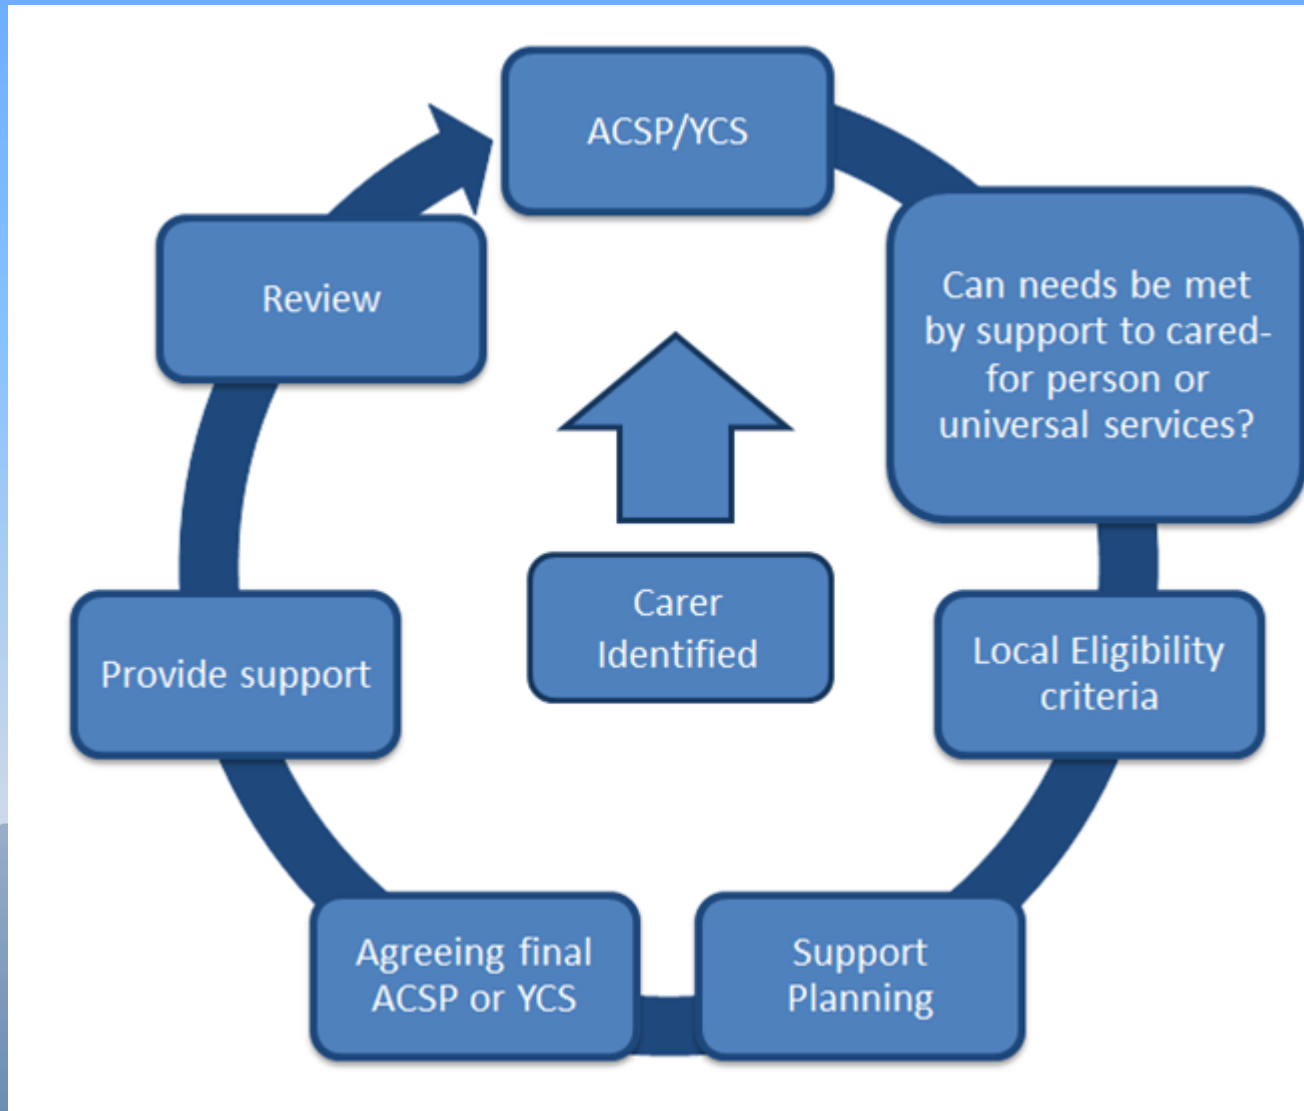 ACSP/YCS
Can needs be met
by support to cared-
for person or
universal services?
Local Eligibility
criteria
Support
Planning
Agreeing final
ACSP or YCS
Provide support
Review
Carer
Identified